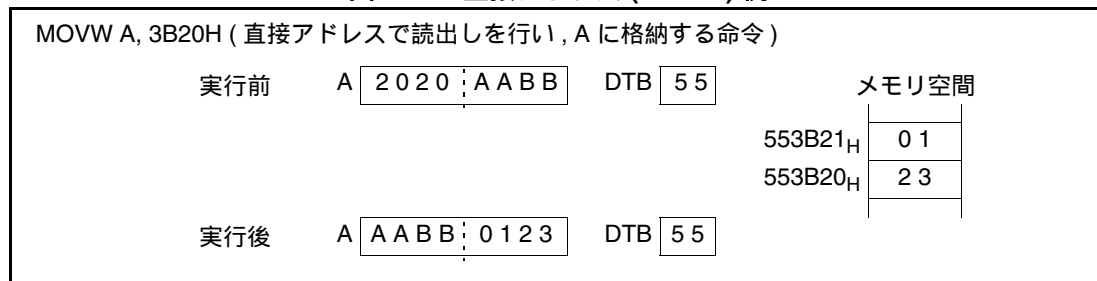 MOVW A, 3B20H ( 直接アドレスで読出しを行い , A に格納する命令 )
実行前 A 2020 AABB DTB 55 メモリ空間
553B21H 01
553B20H 23
実行後 A AABB 0123 DTB 55